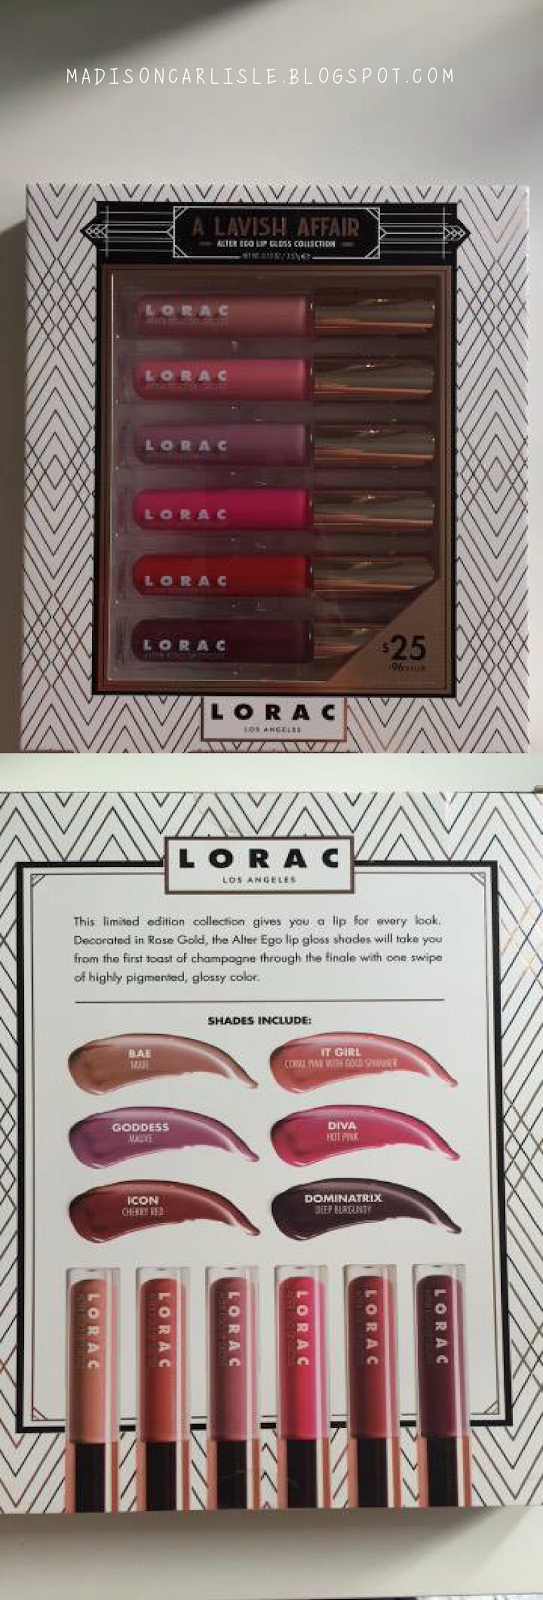 MADISONCARLISLE.BLOGSPOT.COM
A LAVISH AFFAIR
ALTER EGO LIP GLOSS COLLECTION
LORAC
LORAC
LORAC
LORAC
LORAC
LORAC
$25
LORAC
LOS ANGELES
LORAC
LOS ANGELES
This limited edition collection gives you a lip for every look.
Decorated in Rose Gold, the Alter Ego lip gloss shades will take you
from the first toast of champagne through the finale with one swipe
of highly pigmented, glossy color.
SHADES INCLUDE:
BAE
NUDE
IT GIRL
CORAL PINK WITH GOLD SHIMMER
GODDESS
MAUVE
DIVA
HOT PINK
ICON
CHERRY RED
DOMINATRIX
DEEP BURGUNDY
LORAC
LORAC
LORAC
LORAC
LORAC
LORAC